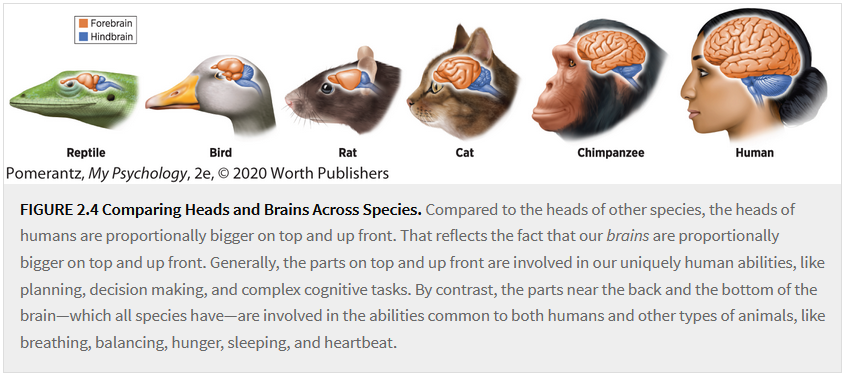 Forebrain
Hindbrain
Reptile
Bird
Rat
Cat
Chimpanzee
Human
Pomerantz, My Psychology, 2e, © 2020 Worth Publishers
FIGURE 2.4 Comparing Heads and Brains Across Species. Compared to the heads of other species, the heads of
humans are proportionally bigger on top and up front. That reflects the fact that our brains are proportionally
bigger on top and up front. Generally, the parts on top and up front are involved in our uniquely human abilities, like
planning, decision making, and complex cognitive tasks. By contrast, the parts near the back and the bottom of the
brain—which all species have—are involved in the abilities common to both humans and other types of animals, like
breathing, balancing, hunger, sleeping, and heartbeat.